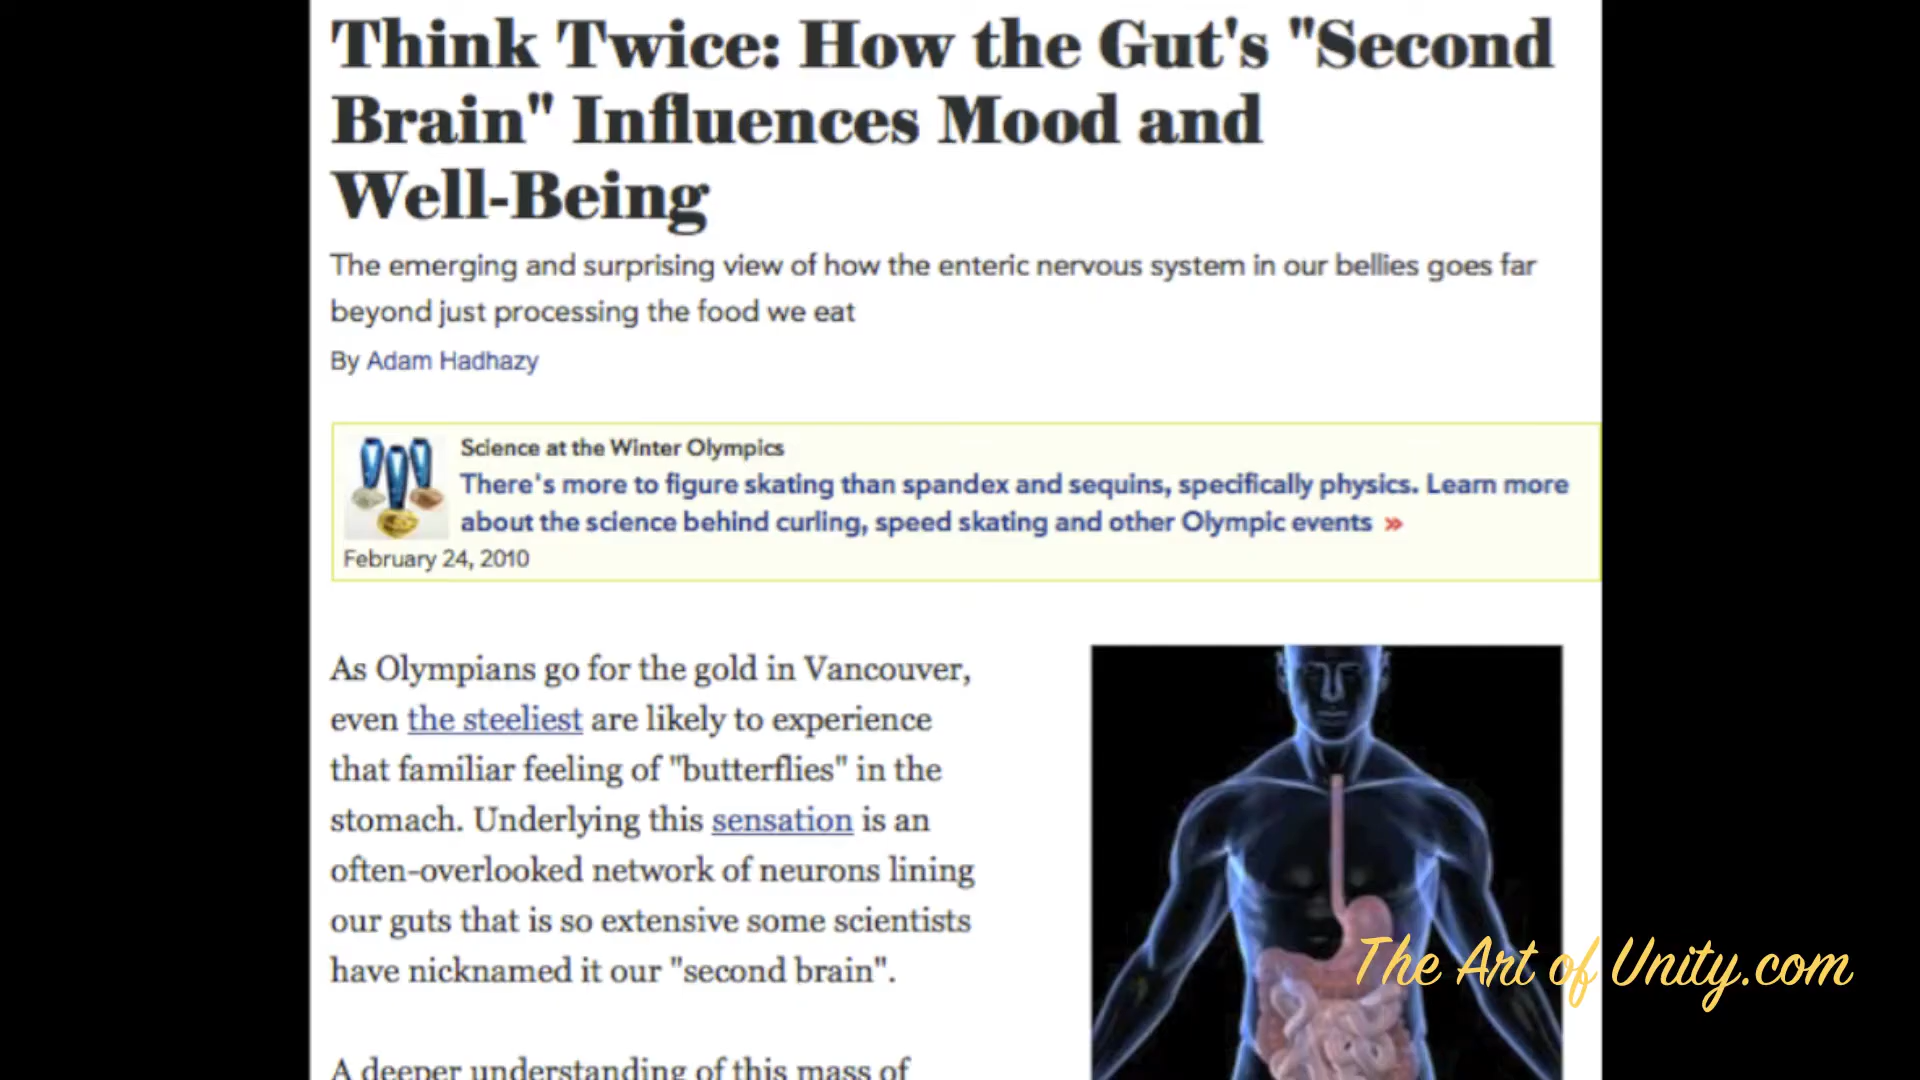 Think Twice: How the Gut's "Second
Brain" Influences Mood and
Well-Being
The emerging and surprising view of how the enteric nervous system in our bellies goes far
beyond just processing the food we eat
By Adam Hadhazy
Science at the Winter Olympics
There's more to figure skating than spandex and sequins, specifically physics. Learn more
about the science behind curling, speed skating and other Olympic events »
February 24, 2010
As Olympians go for the gold in Vancouver,
even the steeliest are likely to experience
that familiar feeling of "butterflies" in the
stomach. Underlying this sensation is an
often-overlooked network of neurons lining
our guts that is so extensive some scientists
have nicknamed it our "second brain".
A deeper understanding of this mass of
The Art of Unity.com